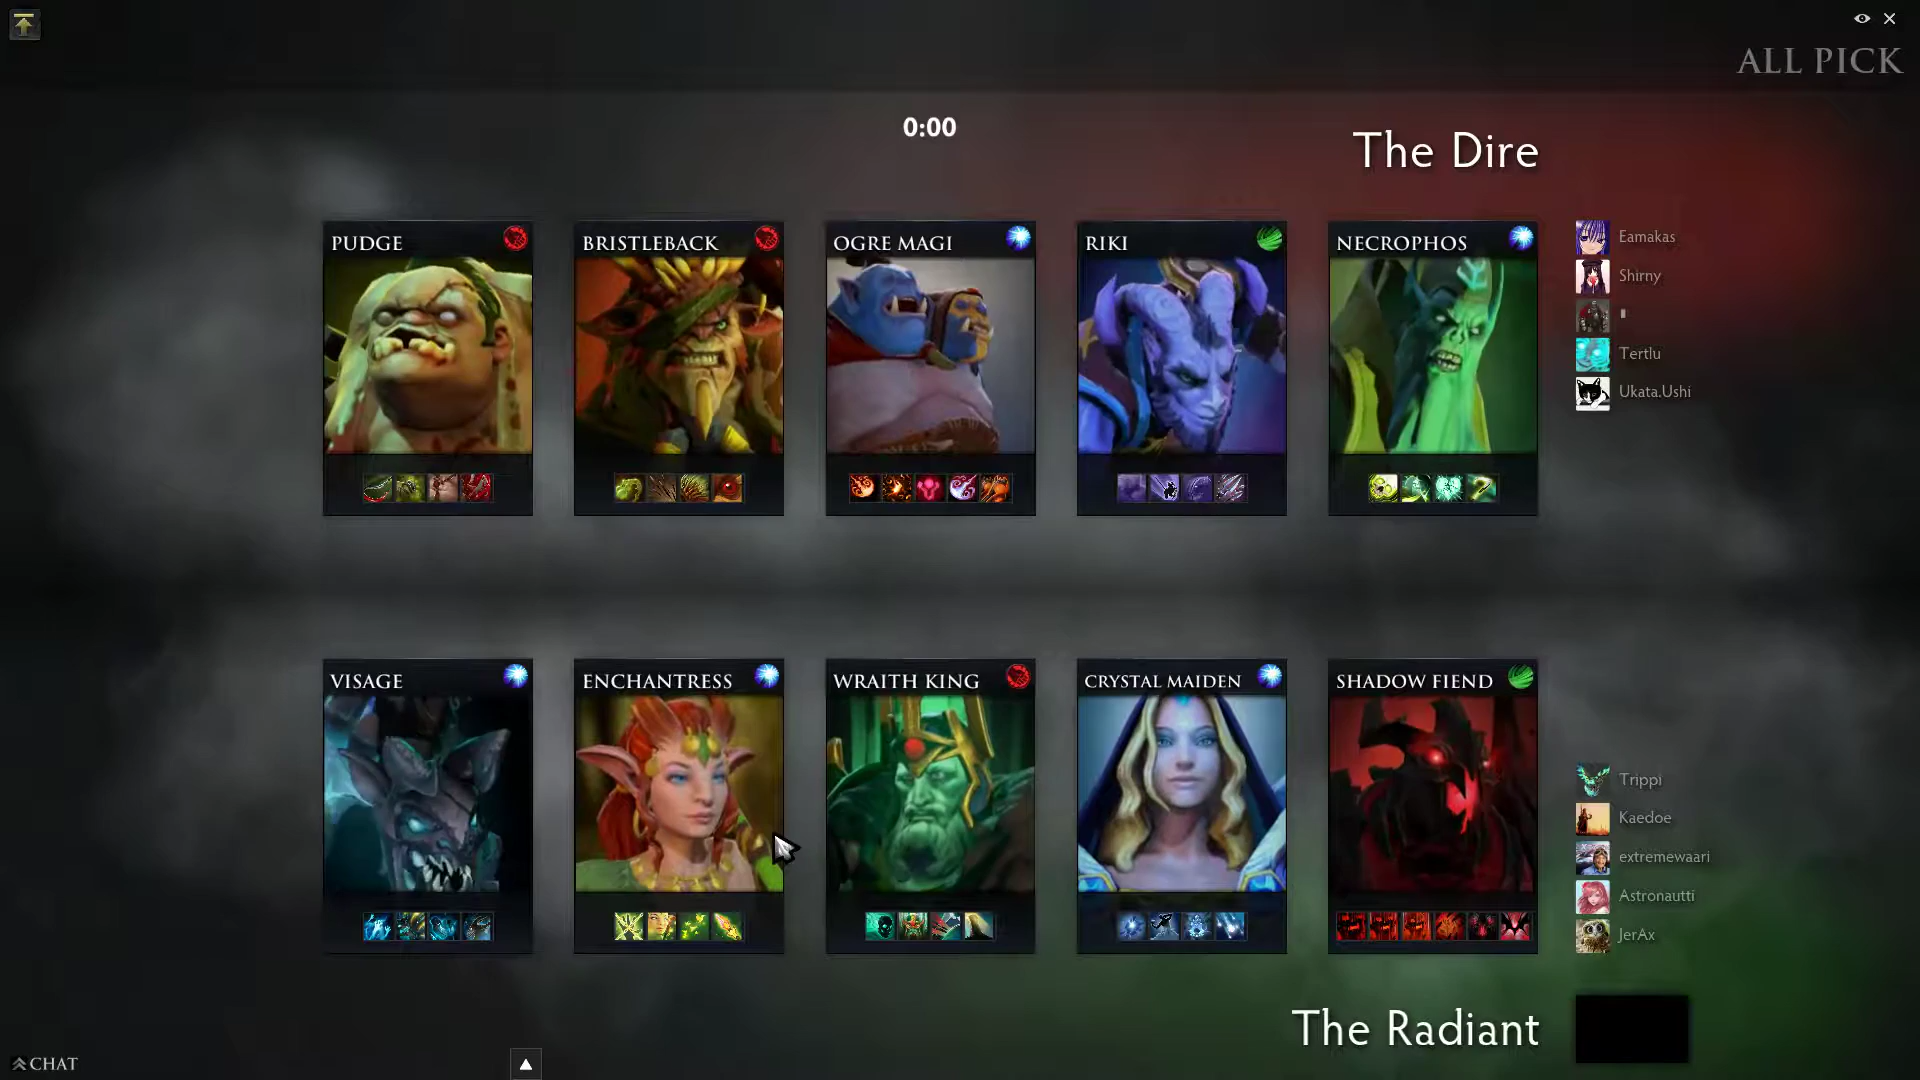 ALL PICK
0:00
The Dire
PUDGE
BRISTLEBACK
OGRE MAGI
RIKI
NECROPHOS
Eamakas
Shirny
Tertlu
Ukata.Ushi
VISAGE
ENCHANTRESS
WRAITH KING
CRYSTAL MAIDEN
SHADOW FIEND
Trippi
Kaedoe
extremewaari
Astronautti
JerAx
The Radiant
CHAT